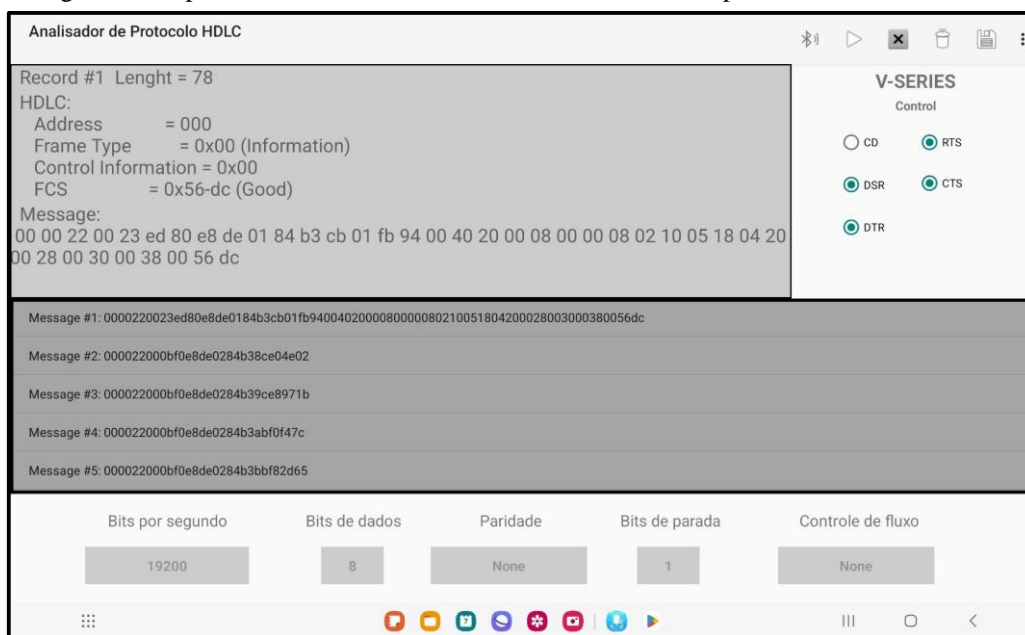 Analisador de Protocolo HDLC
Record #1 Lenght = 78
HDLC:
Address = 000
Frame Type = 0x00 (Information)
Control Information = 0x00
FCS = 0x56-dc (Good)
Message:
00 00 22 00 23 ed 80 e8 de 01 84 b3 cb 01 fb 94 00 40 20 00 08 00 00 08 02 10 05 18 04 20
00 28 00 30 00 38 00 56 dc
V-SERIES
Control
CD RTS
DSR CTS
DTR
Message #1: 0000220023ed80e8de0184b3cb01fb9400402000080000080210051804200028003000380056dc
Message #2: 000022000bf0e8de0284b38ce04e02
Message #3: 000022000bf0e8de0284b39ce8971b
Message #4: 000022000bf0e8de0284b3abf0f47c
Message #5: 000022000bf0e8de0284b3bbf82d65
Bits por segundo Bits de dados Paridade Bits de parada Controle de fluxo
19200 8 None 1 None